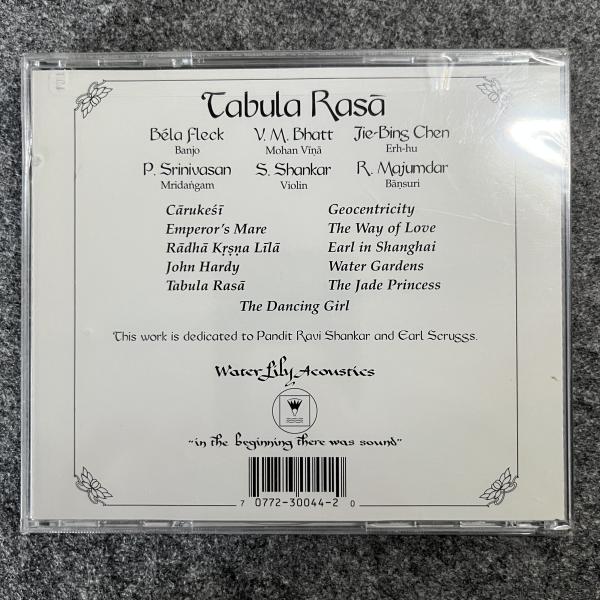 Tabula Rasā
Béla Fleck V. M. Bhatt Jie-Bing Chen
Banjo Mohan Vīṇā Erh-hu
P. Srinivasan S. Shankar R. Majumdar
Mridaṅgam Violin Bāṇsuri
Cārukeśī Geocentricity
Emperor's Mare The Way of Love
Rādhā Kṛṣṇa Līlā Earl in Shanghai
John Hardy Water Gardens
Tabula Rasā The Jade Princess
The Dancing Girl
This work is dedicated to Pandit Ravi Shankar and Earl Scruggs.
Water Lily Acoustics
"in the beginning there was sound"
7 0772-30044-2 0